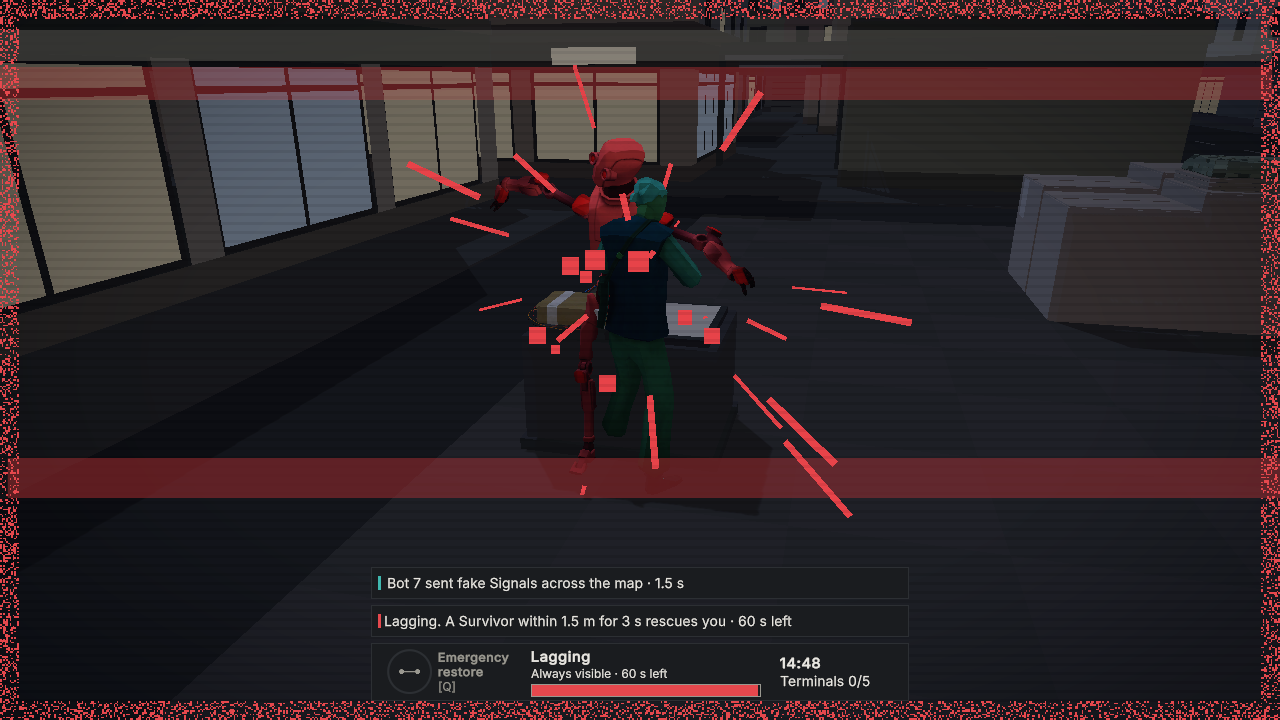 Bot 7 sent fake Signals across the map · 1.5 s
Lagging. A Survivor within 1.5 m for 3 s rescues you · 60 s left
Emergency
restore
[Q]
Lagging
Always visible · 60 s left
14:48
Terminals 0/5